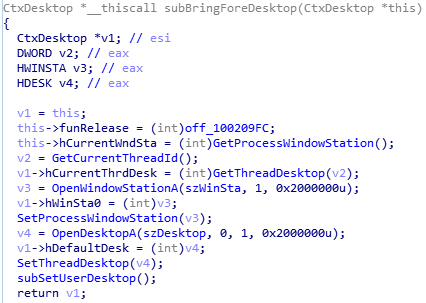 CtxDesktop *__thiscall subBringForeDesktop(CtxDesktop *this)
{
CtxDesktop *v1; // esi
DWORD v2; // eax
HWINSTA v3; // eax
HDESK v4; // eax
v1 = this;
this->funRelease = (int)off_100209FC;
this->hCurrentWndSta = (int)GetProcessWindowStation();
v2 = GetCurrentThreadId();
v1->hCurrentThrdDesk = (int)GetThreadDesktop(v2);
v3 = OpenWindowStationA(szWinSta, 1, 0x2000000u);
v1->hWinSta0 = (int)v3;
SetProcessWindowStation(v3);
v4 = OpenDesktopA(szDesktop, 0, 1, 0x2000000u);
v1->hDefaultDesk = (int)v4;
SetThreadDesktop(v4);
subSetUserDesktop();
return v1;